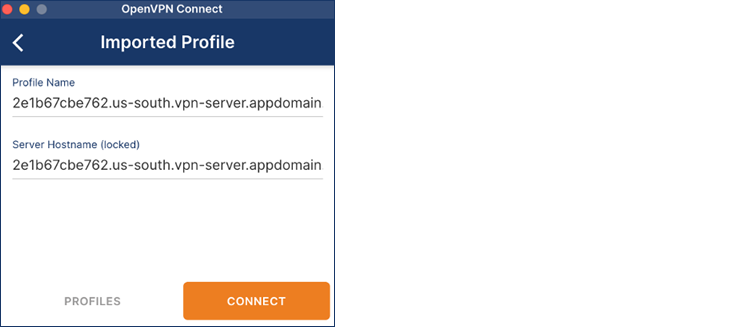 OpenVPN Connect
Imported Profile
Profile Name
2e1b67cbe762.us-south.vpn-server.appdomain
Server Hostname (locked)
2e1b67cbe762.us-south.vpn-server.appdomain
PROFILES
CONNECT